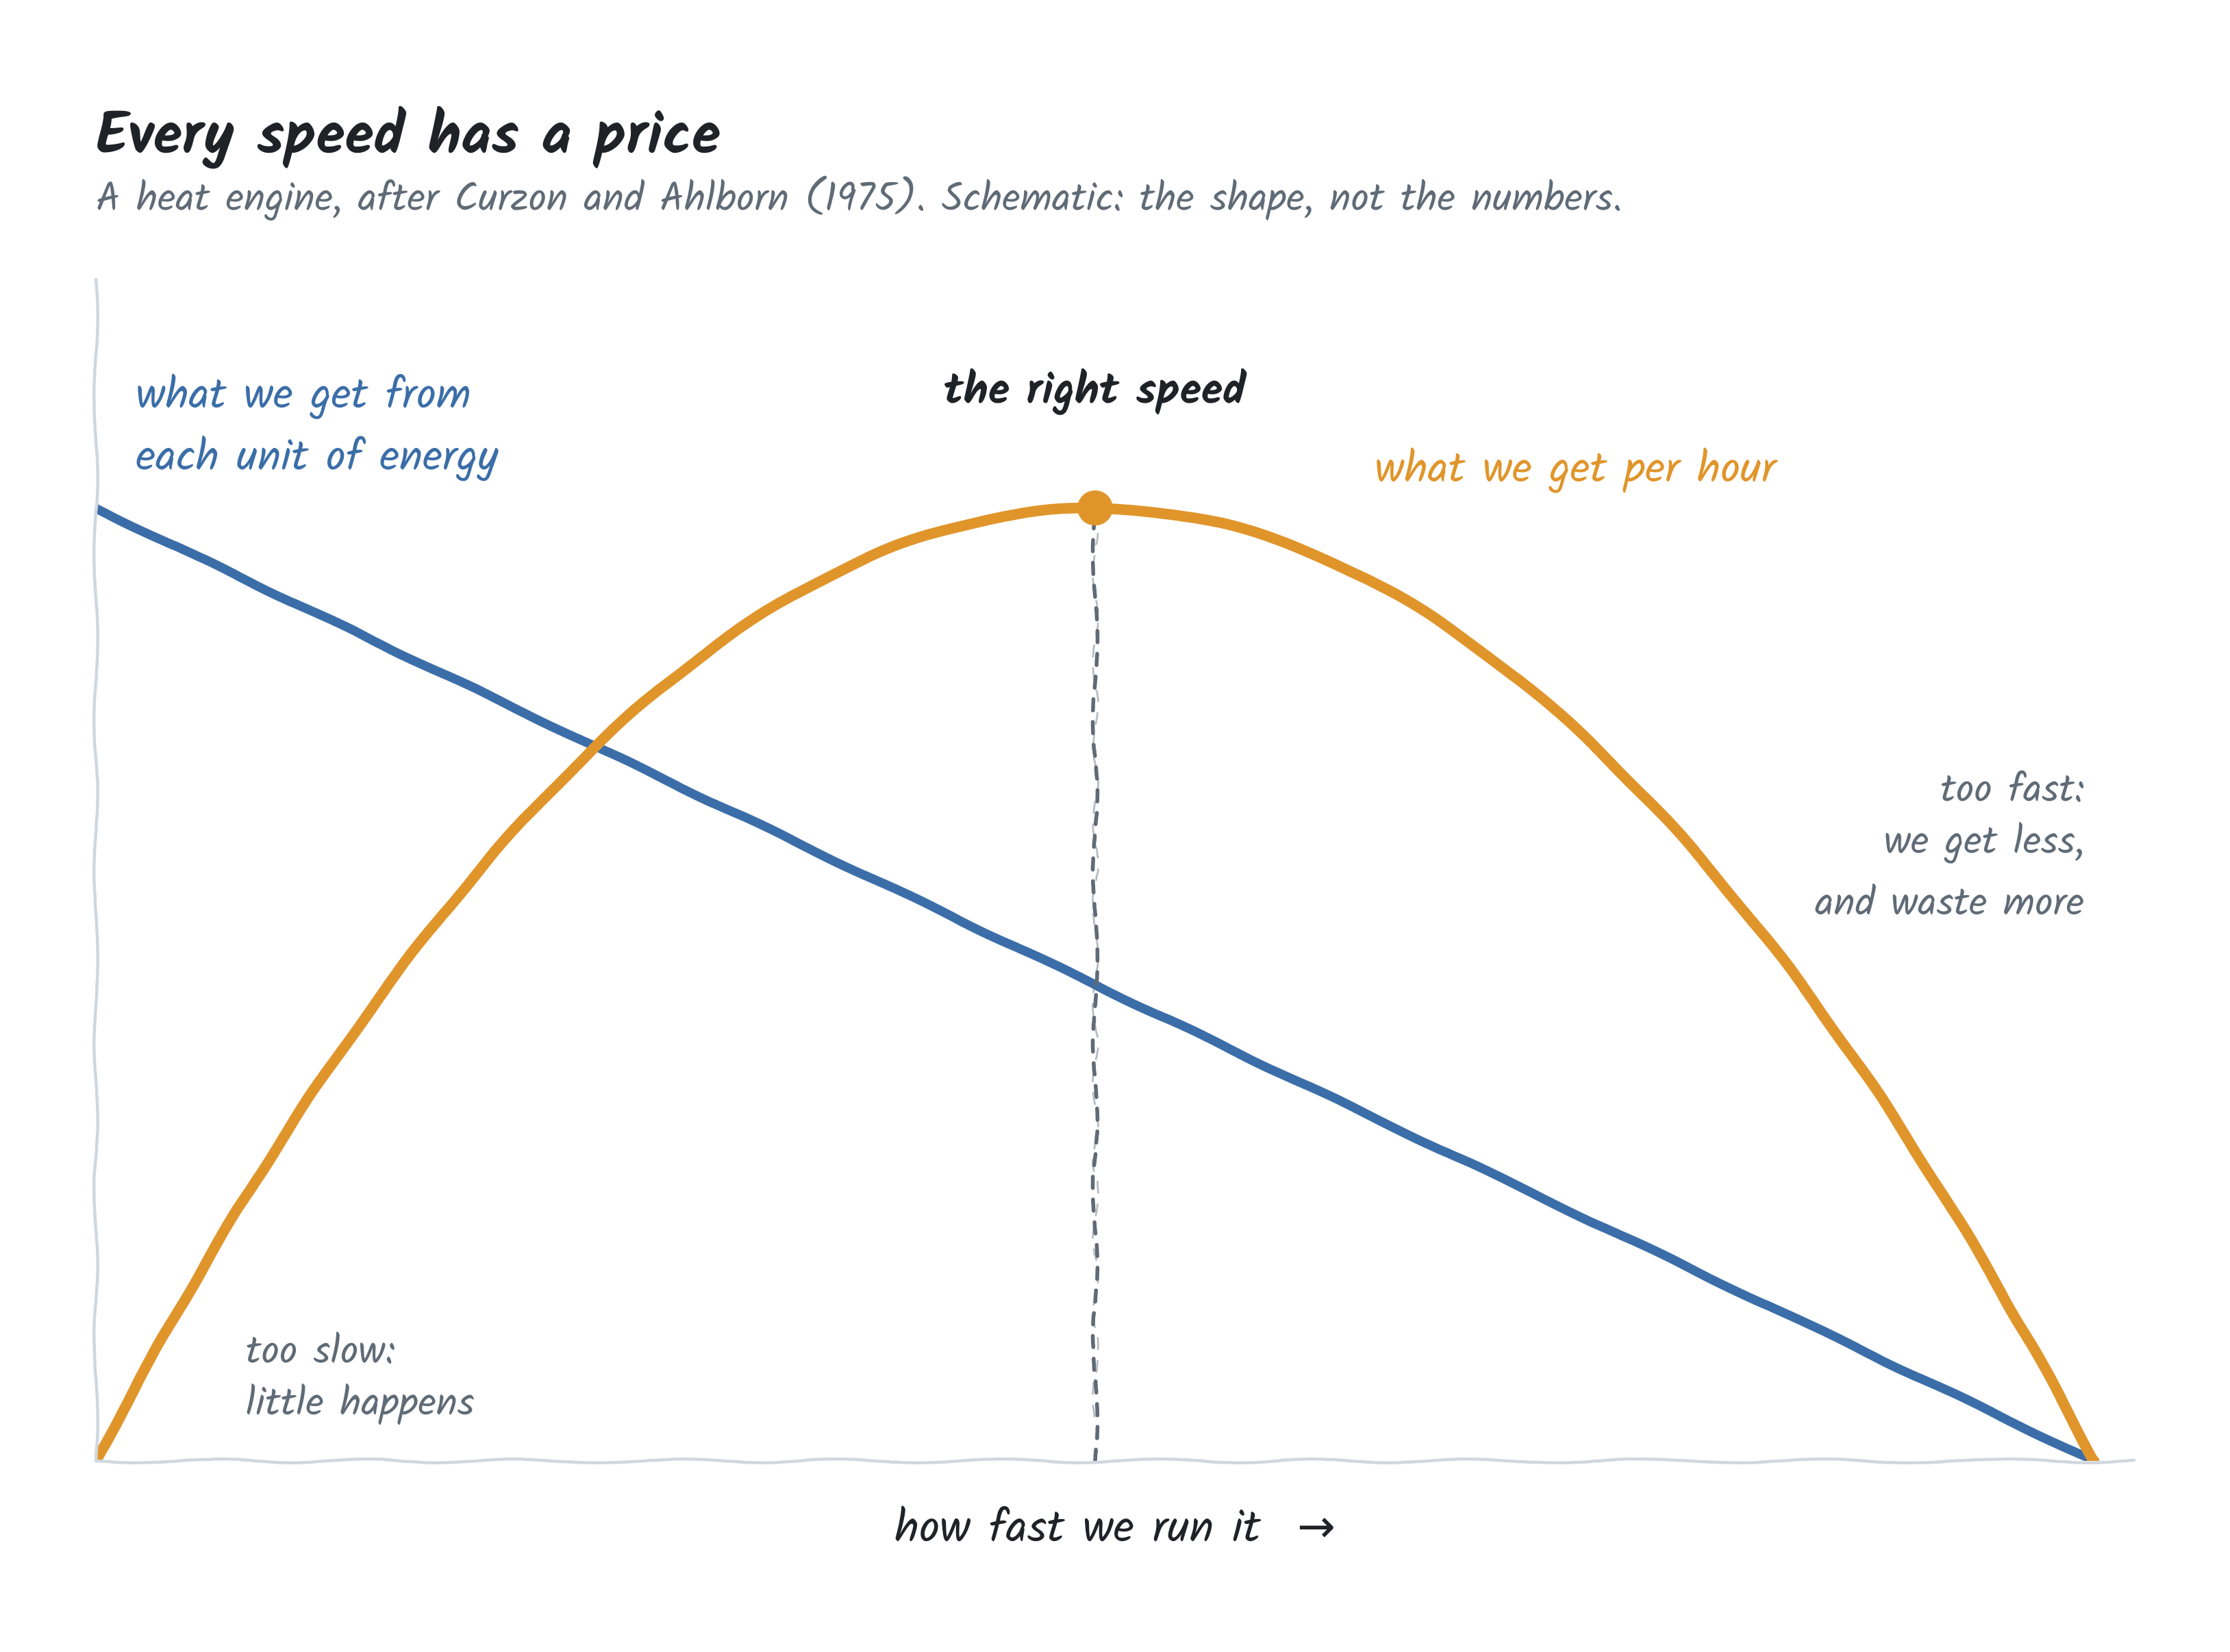 Every speed has a price
A heat engine, after Curzon and Ahlborn (1975). Schematic: the shape, not the numbers.
what we get from
each unit of energy
the right speed
what we get per hour
too fast:
we get less,
and waste more
too slow:
little happens
how fast we run it →